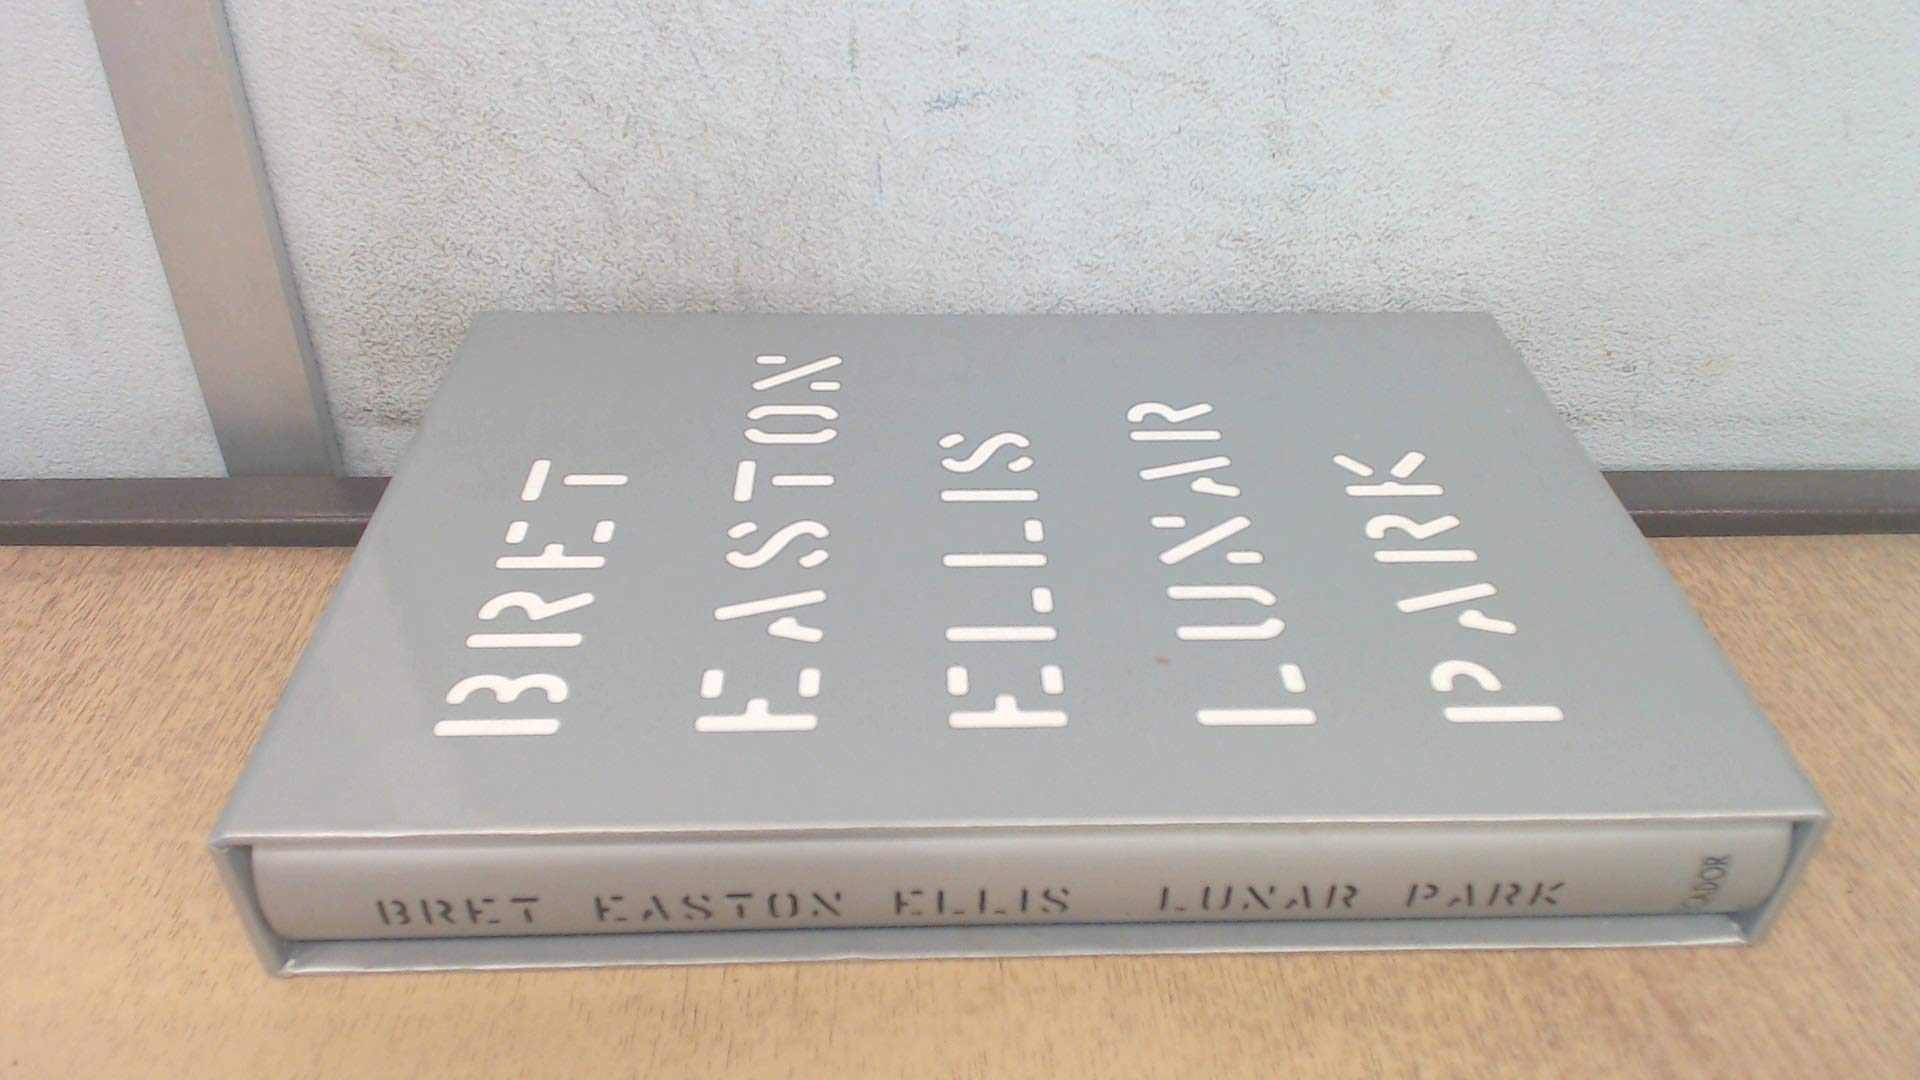 BRET
EASTON
ELLIS
LUNAR
PARK
BRET EASTON ELLIS LUNAR PARK